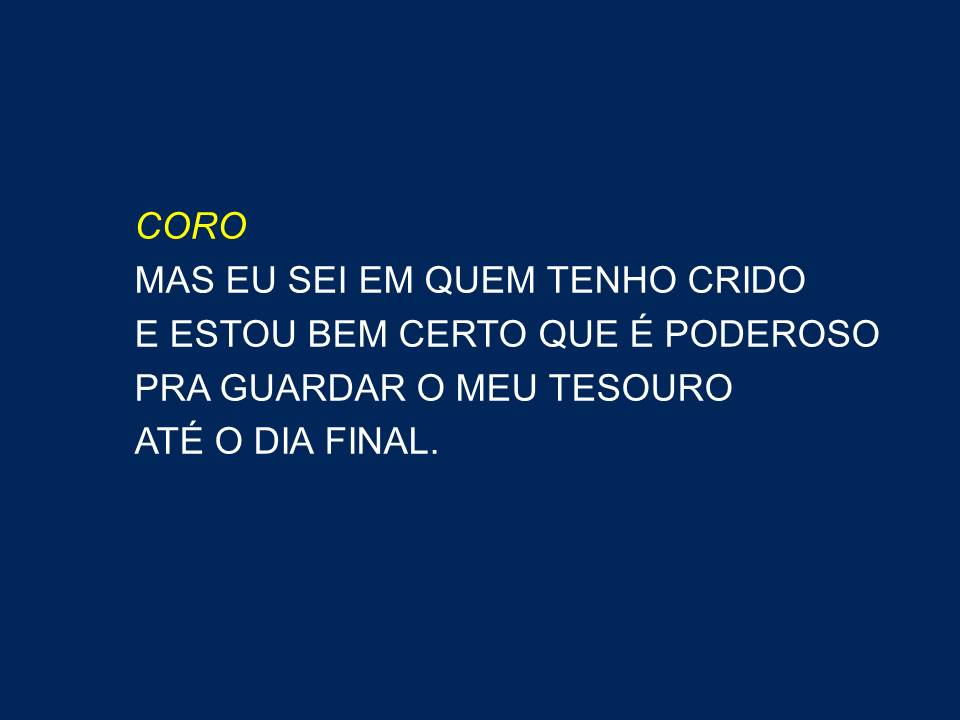 CORO
MAS EU SEI EM QUEM TENHO CRIDO
E ESTOU BEM CERTO QUE É PODEROSO
PRA GUARDAR O MEU TESOURO
ATÉ O DIA FINAL.